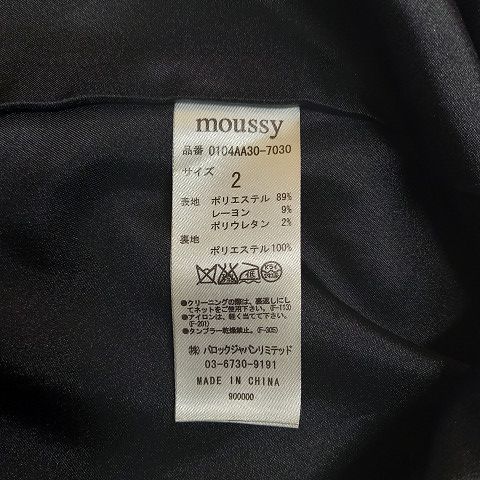 moussy
品番 0104AA30-7030
サイズ
2
表地 ポリエステル 89%
レーヨン 9%
ポリウレタン 2%
裏地
ポリエステル 100%
●クリーニングの際は、裏返しにし
てネットをご使用下さい。(F-113)
●アイロンは、軽く当てて下さい。
(F-201)
●タンブラー乾燥禁止。(F-305)
(株)バロックジャパンリミテッド
03-6730-9191
MADE IN CHINA
900000